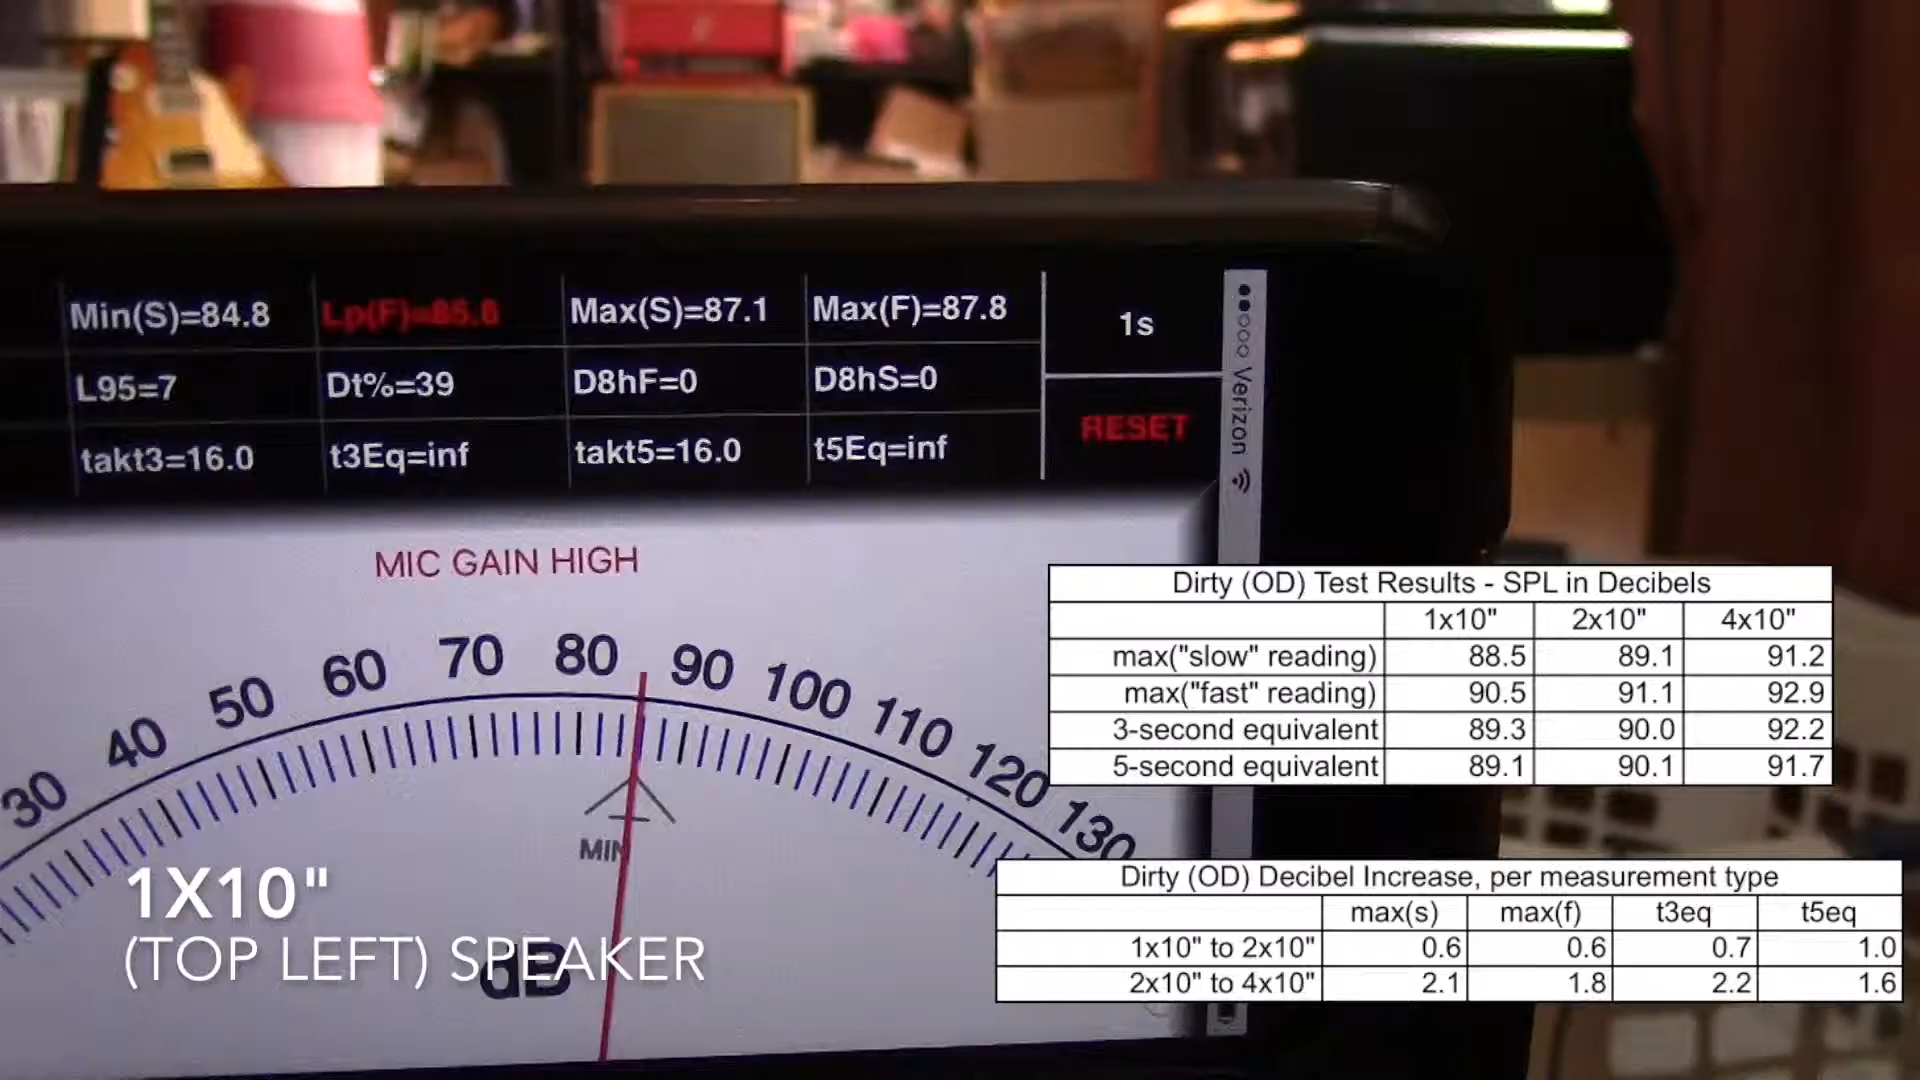 Min(S)=84.8 Lp(F)=85.8 Max(S)=87.1 Max(F)=87.8 1s
L95=7 Dt%=39 D8hF=0 D8hS=0
takt3=16.0 t3Eq=inf takt5=16.0 t5Eq=inf RESET
Verizon
MIC GAIN HIGH
30 40 50 60 70 80 90 100 110 120 130
MIN
dB
1X10"
(TOP LEFT) SPEAKER
Dirty (OD) Test Results - SPL in Decibels
1x10" 2x10" 4x10"
max("slow" reading) 88.5 89.1 91.2
max("fast" reading) 90.5 91.1 92.9
3-second equivalent 89.3 90.0 92.2
5-second equivalent 89.1 90.1 91.7
Dirty (OD) Decibel Increase, per measurement type
max(s) max(f) t3eq t5eq
1x10" to 2x10" 0.6 0.6 0.7 1.0
2x10" to 4x10" 2.1 1.8 2.2 1.6